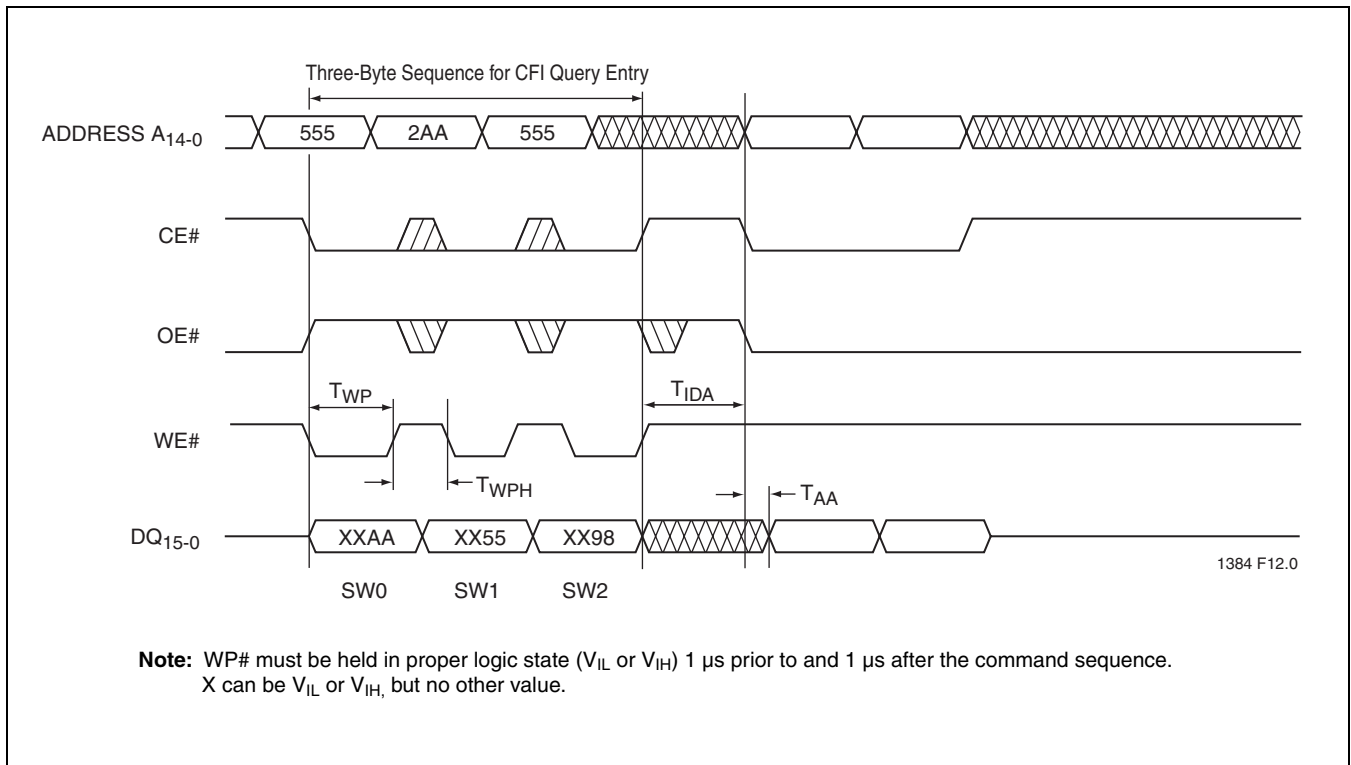 Three-Byte Sequence for CFI Query Entry
ADDRESS A14-0
555 2AA 555
CE#
OE#
TWP TIDA
WE#
TWPH
TAA
DQ15-0
XXAA XX55 XX98
1384 F12.0
SW0 SW1 SW2
Note: WP# must be held in proper logic state (VIL or VIH) 1 µs prior to and 1 µs after the command sequence.
X can be VIL or VIH, but no other value.